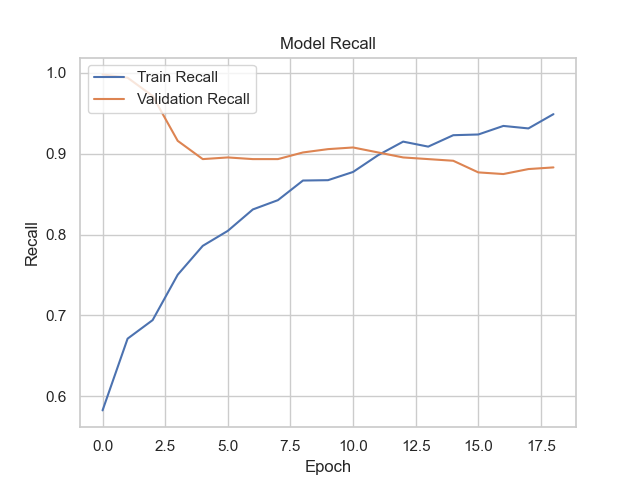 Model Recall
Train Recall
Validation Recall
1.0
0.9
0.8
0.7
0.6
Recall
0.0 2.5 5.0 7.5 10.0 12.5 15.0 17.5
Epoch